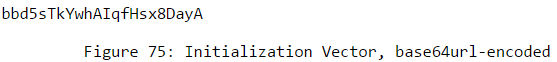 bbd5sTkYwhAIqfHsx8DayA
Figure 75: Initialization Vector, base64url-encoded